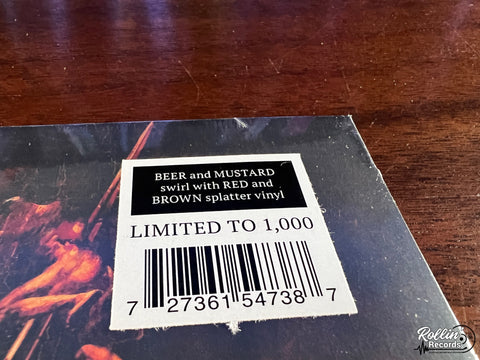 BEER and MUSTARD
swirl with RED and
BROWN splatter vinyl
LIMITED TO 1,000
7 27361 54738 7
Rollin'
Records